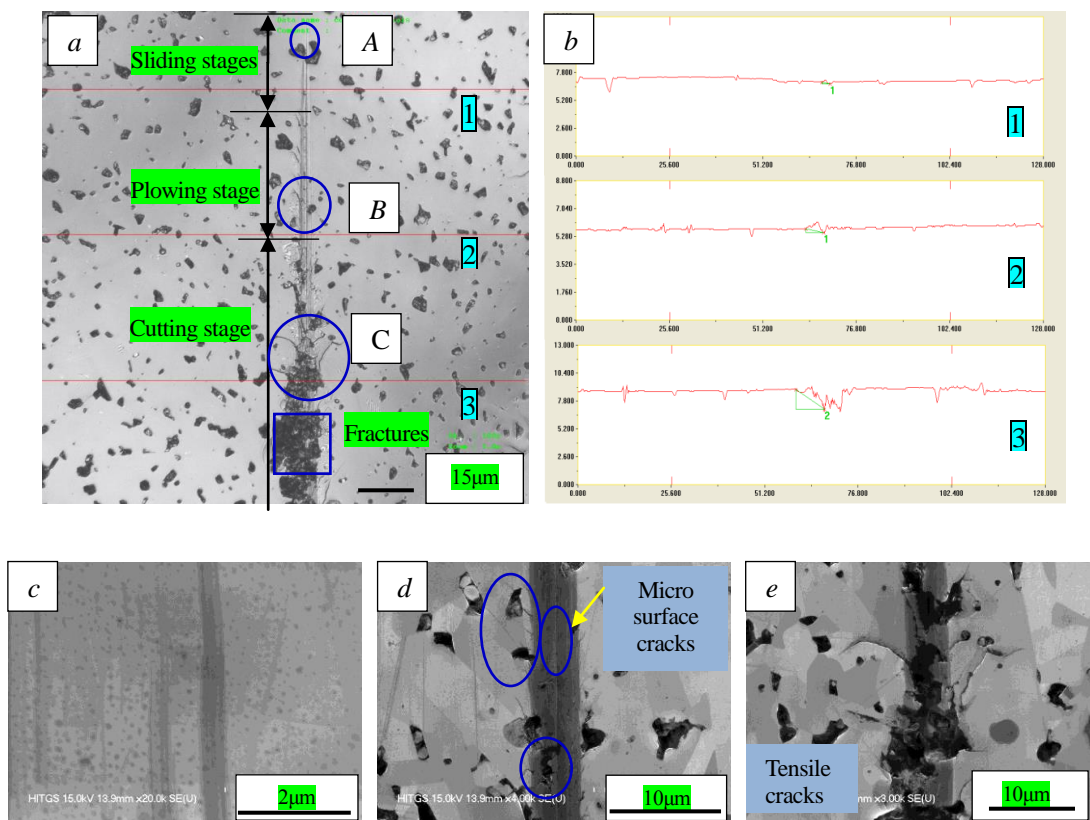 a
A
Sliding stages
1
Plowing stage
B
2
Cutting stage
C
3
Fractures
15μm
b
7.800
5.200
2.600
0.000
0.000 25.600 51.200 76.800 102.400 128.000
1
1
8.800
7.040
5.280
3.520
1.760
0.000
0.000 25.600 51.200 76.800 102.400 128.000
1
2
13.000
10.400
7.800
5.200
2.600
0.000
0.000 25.600 51.200 76.800 102.400 128.000
2
3
c
HITGS 15.0kV 13.9mm x20.0k SE(U)
2μm
d
Micro
surface
cracks
HITGS 15.0kV 13.9mm x4.00k SE(U)
10μm
e
Tensile
cracks
13.9mm x3.00k SE(U)
10μm